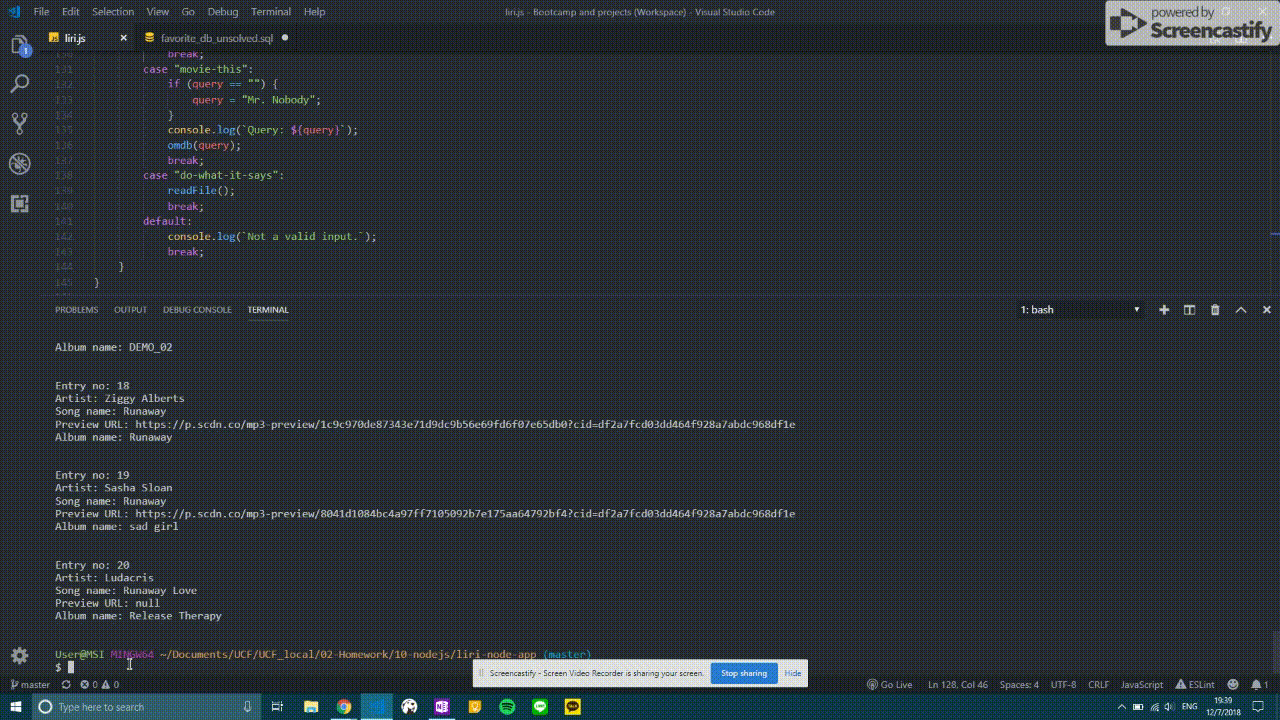 File Edit Selection View Go Debug Terminal Help
liri.js - Bootcamp and projects (Workspace) - Visual Studio Code
powered by
Screencastify
liri.js
favorite_db_unsolved.sql
1
130 break;
131 case "movie-this":
132 if (query == "") {
133 query = "Mr. Nobody";
134 }
135 console.log(`Query: ${query}`);
136 omdb(query);
137 break;
138 case "do-what-it-says":
139 readFile();
140 break;
141 default:
142 console.log(`Not a valid input.`);
143 break;
144 }
145 }
PROBLEMS OUTPUT DEBUG CONSOLE TERMINAL
1: bash
Album name: DEMO_02
Entry no: 18
Artist: Ziggy Alberts
Song name: Runaway
Preview URL: https://p.scdn.co/mp3-preview/1c9c970de87343e71d9dc9b56e69fd6f07e65db0?cid=df2a7fcd03dd464f928a7abdc968df1e
Album name: Runaway
Entry no: 19
Artist: Sasha Sloan
Song name: Runaway
Preview URL: https://p.scdn.co/mp3-preview/8041d1084bc4a97ff7105092b7e175aa64792bf4?cid=df2a7fcd03dd464f928a7abdc968df1e
Album name: sad girl
Entry no: 20
Artist: Ludacris
Song name: Runaway Love
Preview URL: null
Album name: Release Therapy
User@MSI MINGW64 ~/Documents/UCF/UCF_local/02-Homework/10-nodejs/liri-node-app (master)
$
Screencastify - Screen Video Recorder is sharing your screen. Stop sharing Hide
master 0 0
Go Live Ln 128, Col 46 Spaces: 4 UTF-8 CRLF JavaScript ESLint 1
Type here to search
ENG
19:39
12/7/2018